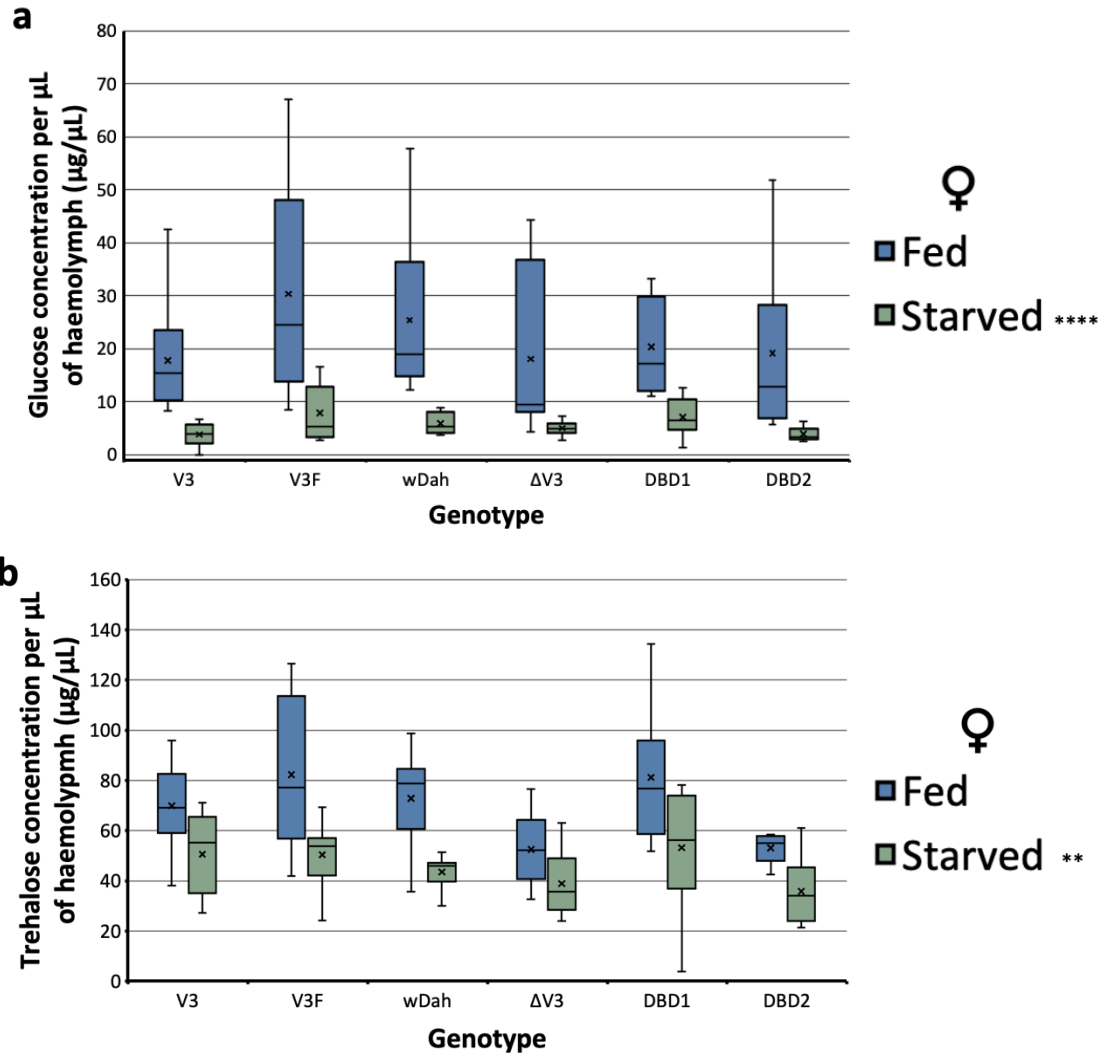 a
Glucose concentration per µL
of haemolymph (µg/µL)
80
70
60
50
40
30
20
10
0
V3 V3F wDah ΔV3 DBD1 DBD2
Genotype
♀
Fed
Starved ****
b
Trehalose concentration per µL
of haemolypmh (µg/µL)
160
140
120
100
80
60
40
20
0
V3 V3F wDah ΔV3 DBD1 DBD2
Genotype
♀
Fed
Starved **